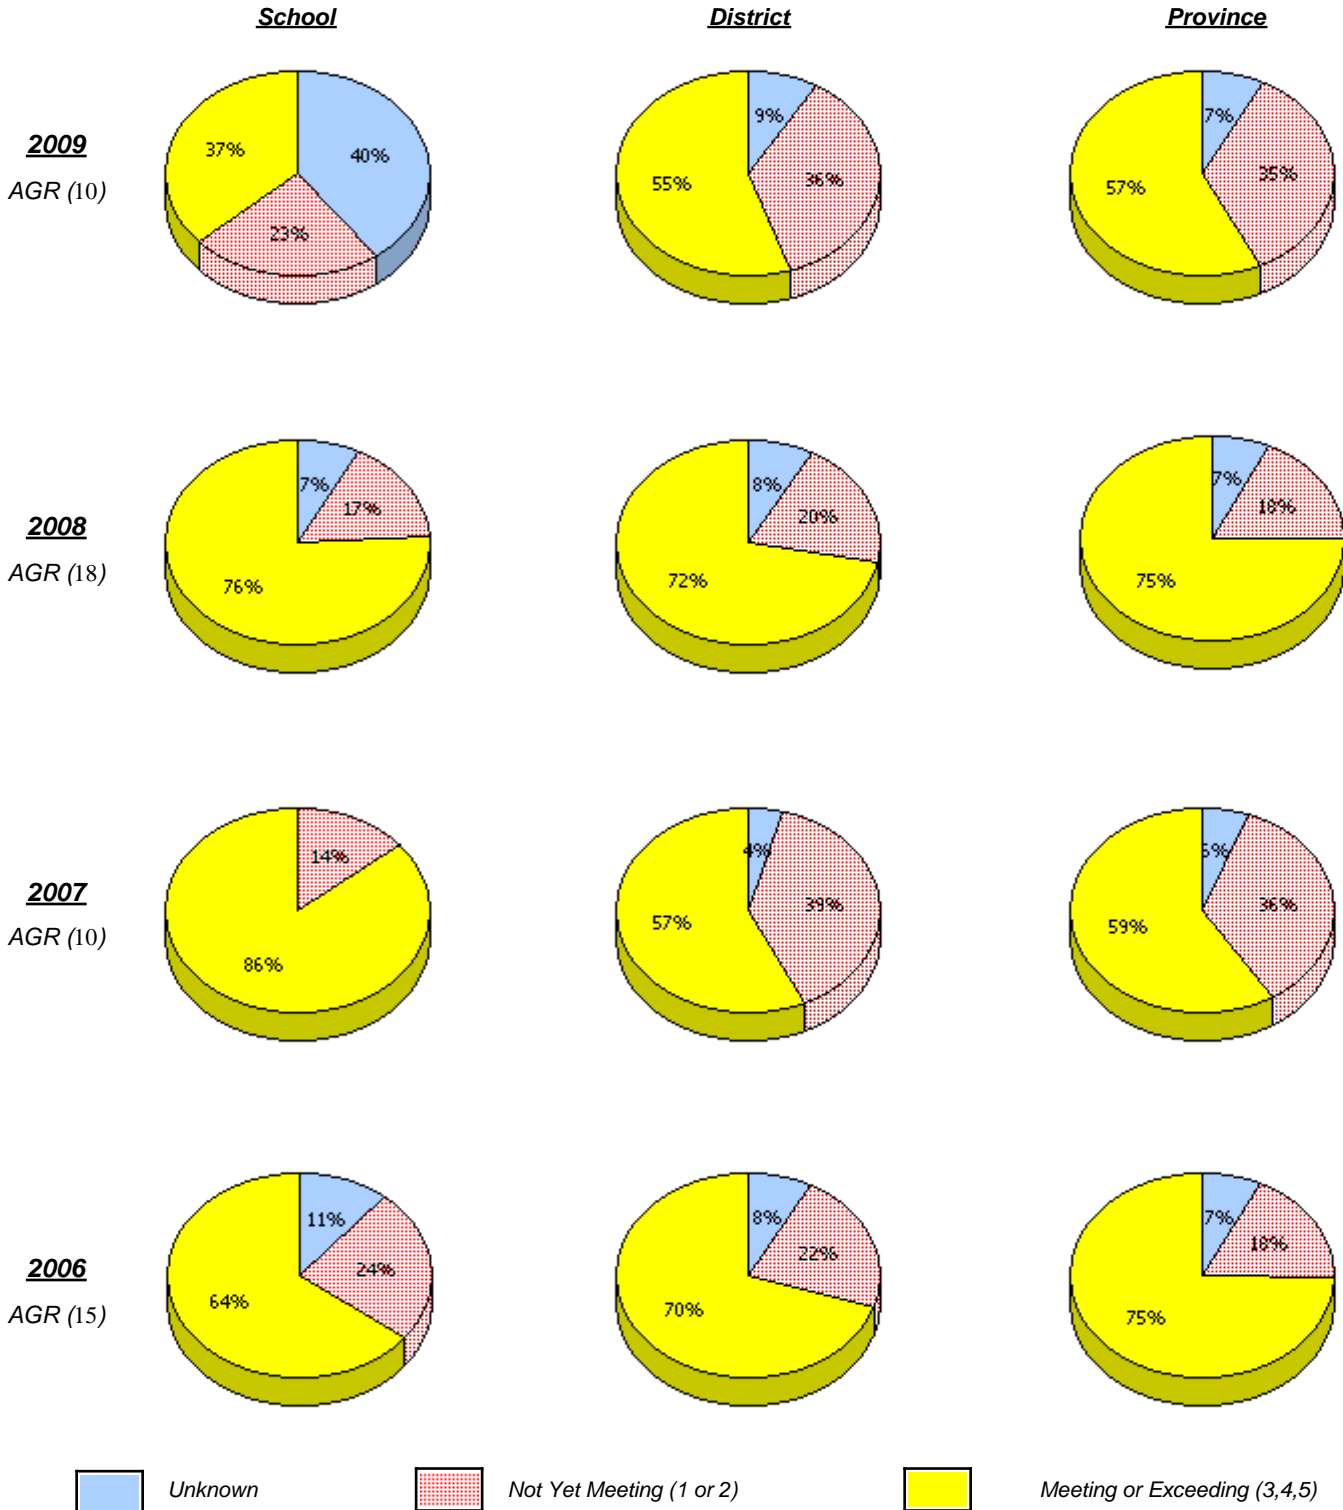 School District Province
2009
AGR (10)
37% 40% 23%
9% 36% 55%
7% 35% 57%
2008
AGR (18)
7% 17% 76%
8% 20% 72%
7% 18% 75%
2007
AGR (10)
14% 86%
4% 39% 57%
36% 59%
2006
AGR (15)
11% 24% 64%
8% 22% 70%
7% 18% 75%
Unknown Not Yet Meeting (1 or 2) Meeting or Exceeding (3,4,5)